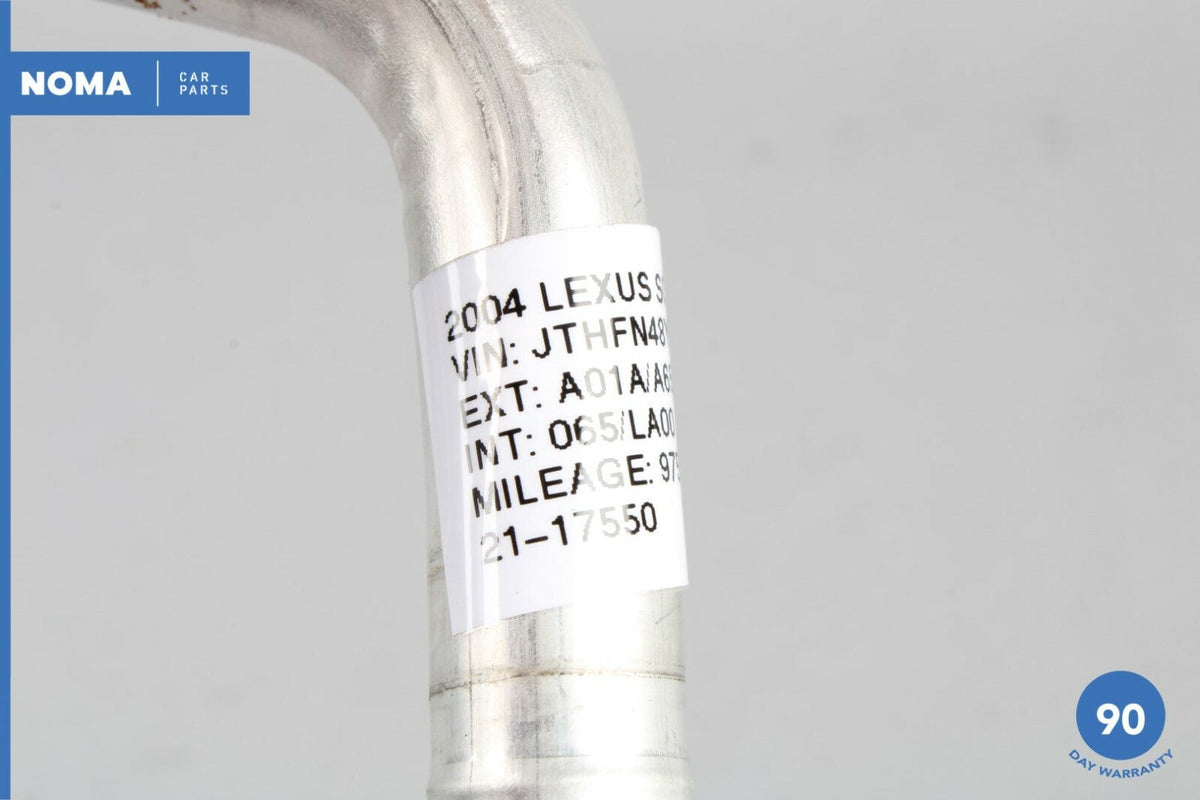 NOMA
CAR
PARTS
2004 LEXUS
VIN: JTHFN48
EXT: A01A/A6
INT: 065/LA00
MILEAGE: 97
21-17550
90
DAY WARRANTY